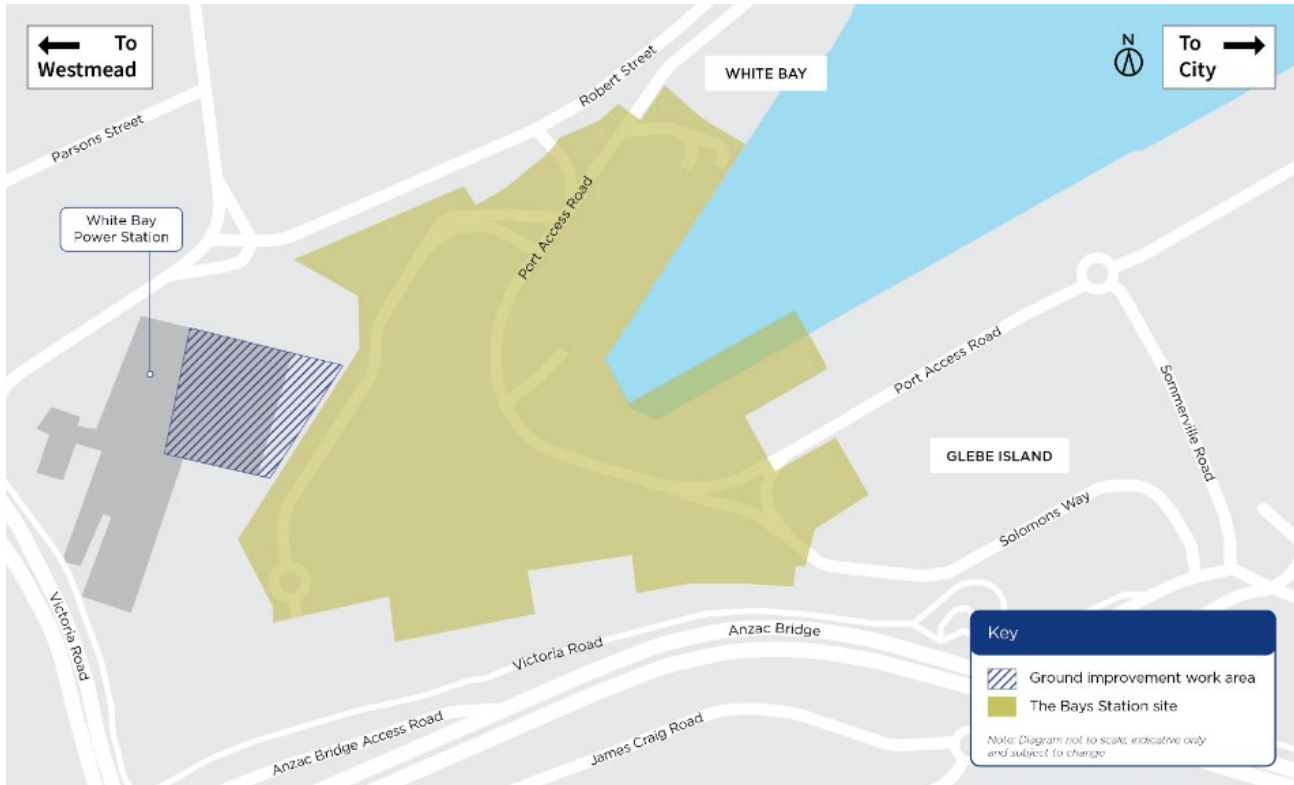 To
Westmead
N
To
City
WHITE BAY
Robert Street
Parsons Street
White Bay
Power Station
Port Access Road
Port Access Road
Sommerville Road
GLEBE ISLAND
Solomons Way
Victoria Road
Victoria Road
Anzac Bridge
Anzac Bridge Access Road
James Craig Road
Key
Ground improvement work area
The Bays Station site
Note: Diagram not to scale, indicative only
and subject to change